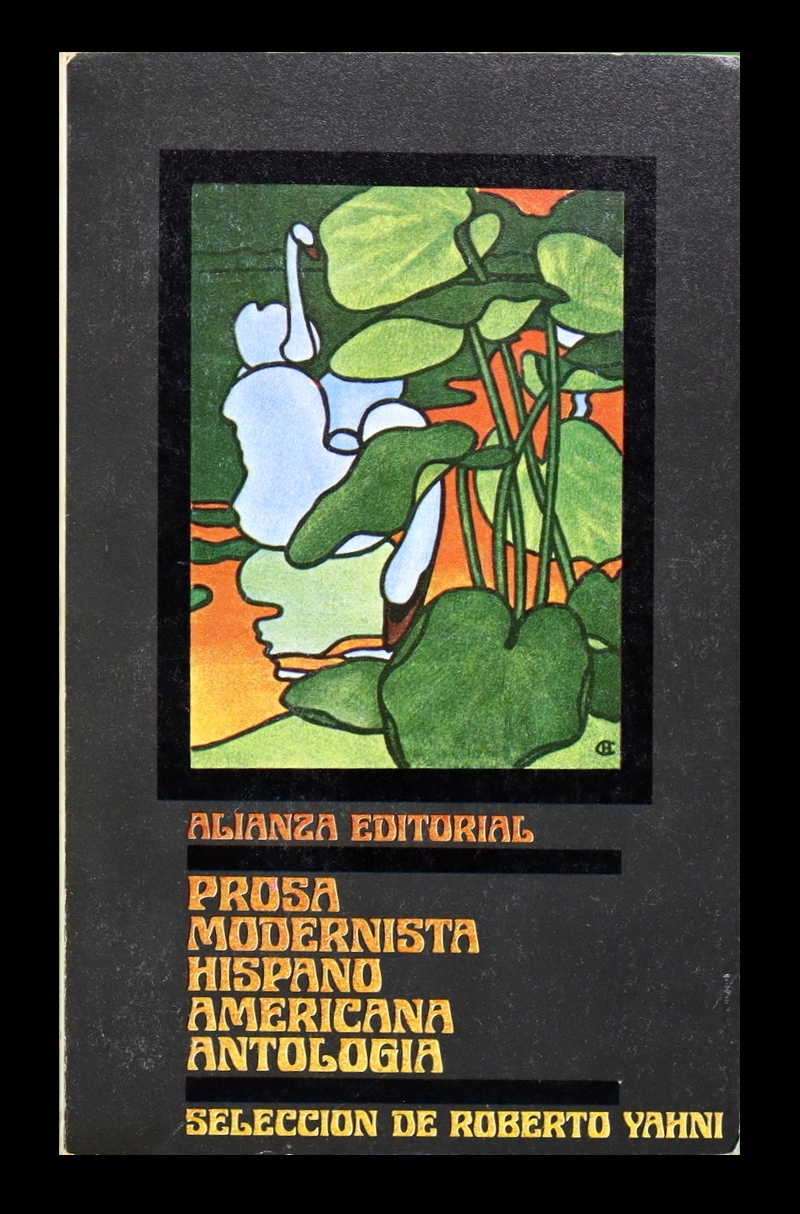 ALIANZA EDITORIAL
PROSA
MODERNISTA
HISPANO
AMERICANA
ANTOLOGIA
SELECCION DE ROBERTO YAHNI